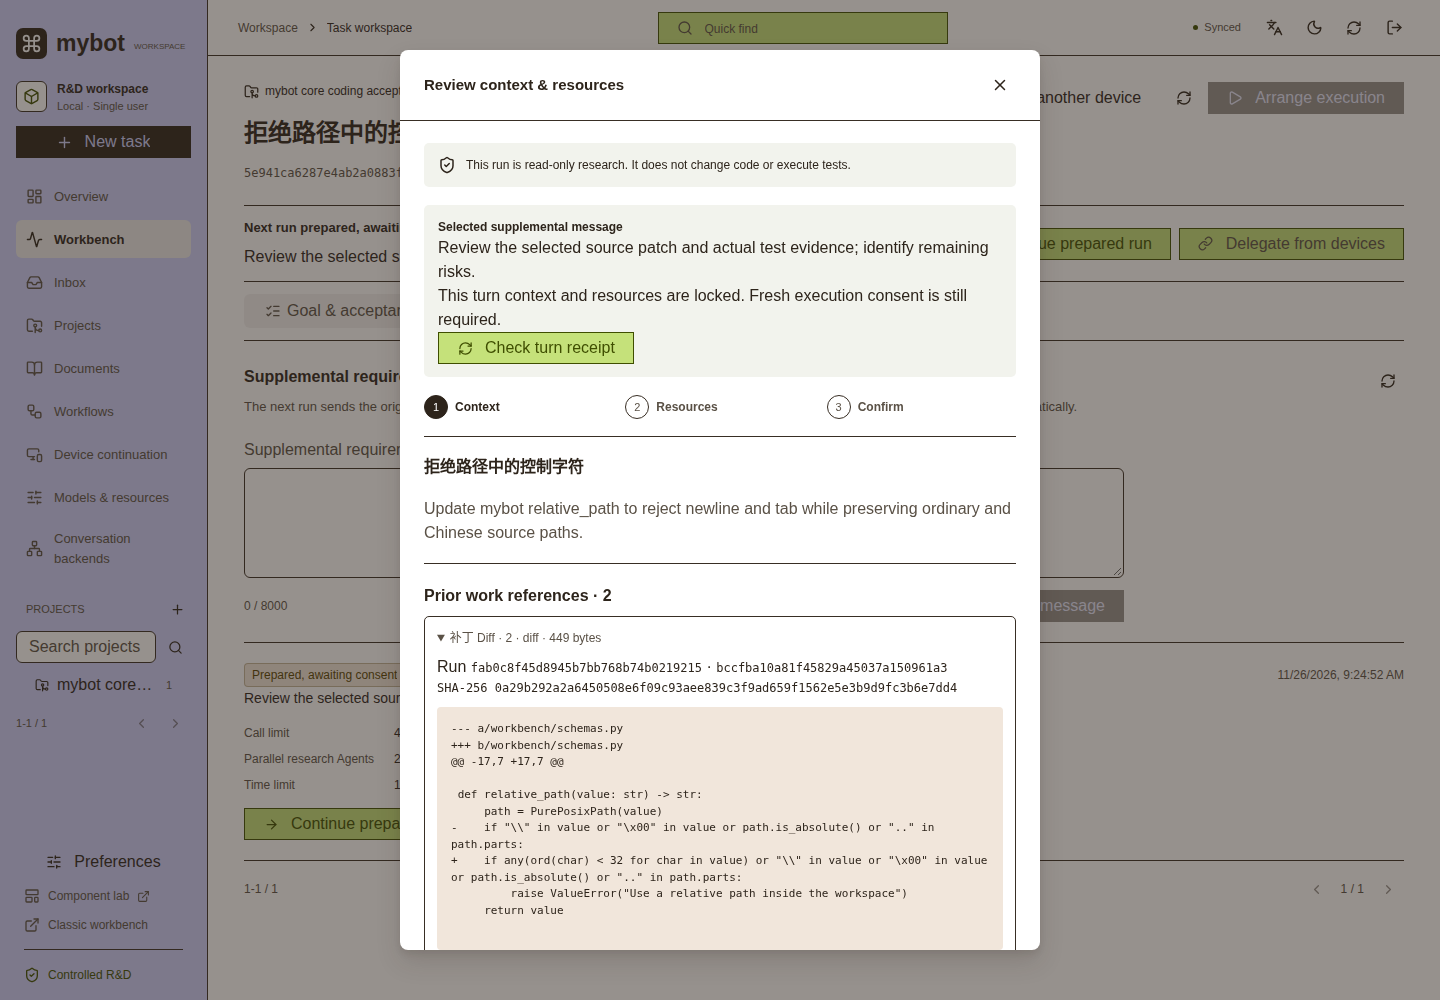 mybot WORKSPACE
R&D workspace
Local · Single user
New task
Overview
Workbench
Inbox
Projects
Documents
Workflows
Device continuation
Models & resources
Conversation
backends
PROJECTS
Search projects
mybot core… 1
1-1 / 1
Preferences
Component lab
Classic workbench
Controlled R&D
Workspace Task workspace
Quick find
Synced
mybot core coding accept
another device
Arrange execution
拒绝路径中的控
5e941ca6287e4ab2a0883f
Next run prepared, awaiti
Review the selected s
ue prepared run
Delegate from devices
Goal & acceptan
Supplemental require
The next run sends the orig
atically.
Supplemental requirer
0 / 8000
message
Prepared, awaiting consent
11/26/2026, 9:24:52 AM
Review the selected sour
Call limit 4
Parallel research Agents 2
Time limit 1
Continue prepa
1-1 / 1
1 / 1
Review context & resources
This run is read-only research. It does not change code or execute tests.
Selected supplemental message
Review the selected source patch and actual test evidence; identify remaining
risks.
This turn context and resources are locked. Fresh execution consent is still
required.
Check turn receipt
1 Context
2 Resources
3 Confirm
拒绝路径中的控制字符
Update mybot relative_path to reject newline and tab while preserving ordinary and
Chinese source paths.
Prior work references · 2
▼ 补丁 Diff · 2 · diff · 449 bytes
Run fab0c8f45d8945b7bb768b74b0219215 · bccfba10a81f45829a45037a150961a3
SHA-256 0a29b292a2a6450508e6f09c93aee839c3f9ad659f1562e5e3b9d9fc3b6e7dd4
--- a/workbench/schemas.py
+++ b/workbench/schemas.py
@@ -17,7 +17,7 @@
def relative_path(value: str) -> str:
path = PurePosixPath(value)
-    if "\\" in value or "\x00" in value or path.is_absolute() or ".." in
path.parts:
+    if any(ord(char) < 32 for char in value) or "\\" in value or "\x00" in value
or path.is_absolute() or ".." in path.parts:
raise ValueError("Use a relative path inside the workspace")
return value